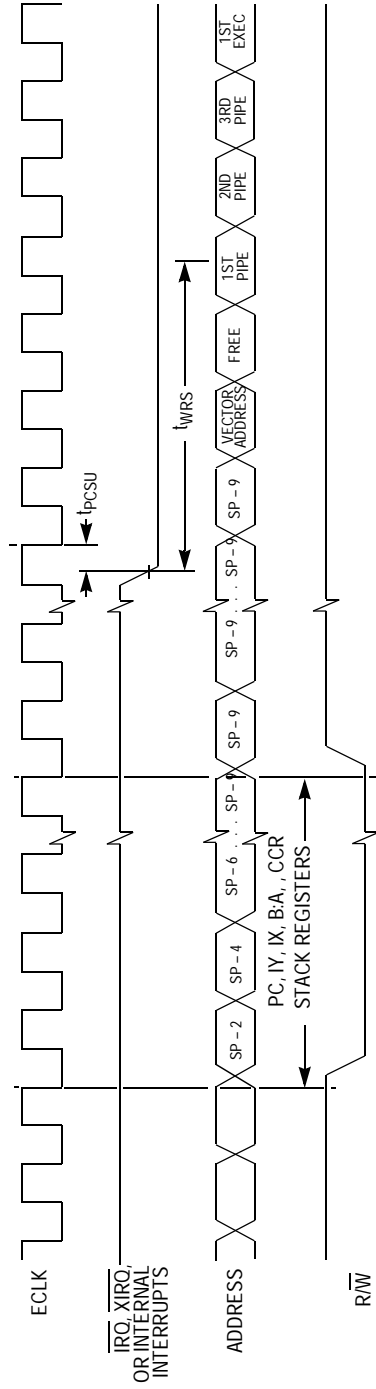 ECLK
tPCSU
IRQ, XIRQ,
OR INTERNAL
INTERRUPTS
tWRS
ADDRESS
SP – 2
SP – 4
SP – 6 . . . SP – 9
SP – 9
SP – 9 . . . SP – 9
SP – 9
VECTOR
ADDRESS
FREE
1ST
PIPE
2ND
PIPE
3RD
PIPE
1ST
EXEC
PC, IY, IX, B:A, , CCR
STACK REGISTERS
R/W